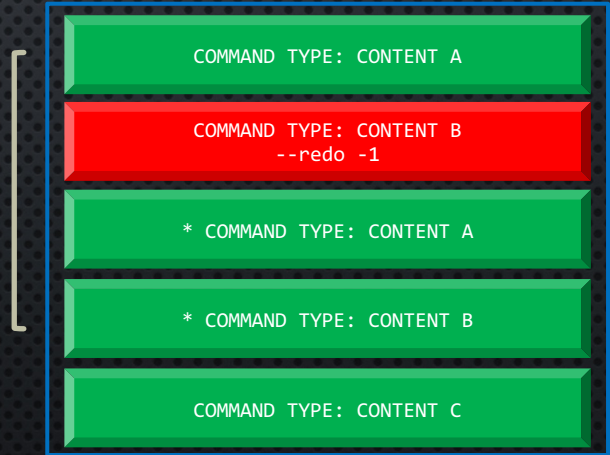 COMMAND TYPE: CONTENT A
COMMAND TYPE: CONTENT B
--redo -1
* COMMAND TYPE: CONTENT A
* COMMAND TYPE: CONTENT B
COMMAND TYPE: CONTENT C